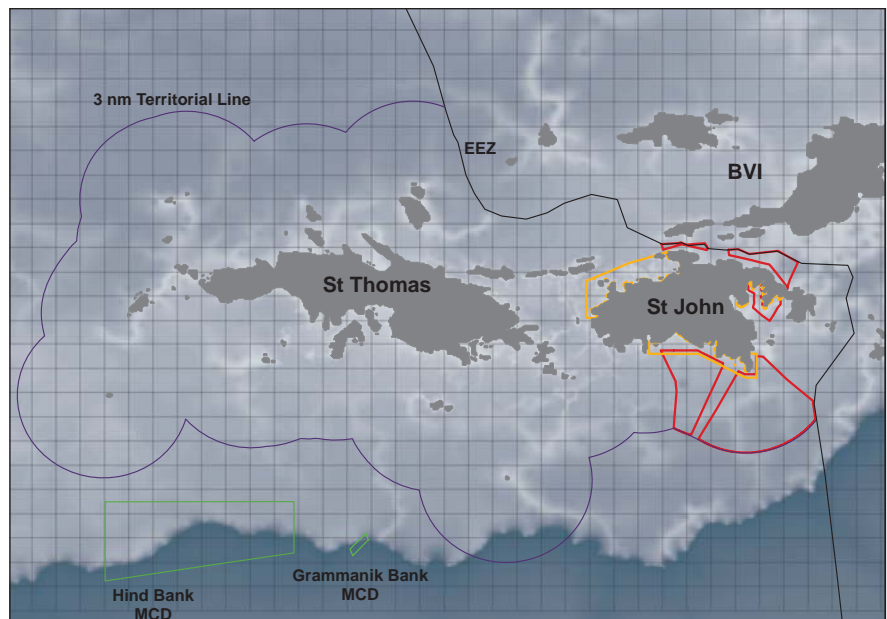 3 nm Territorial Line
EEZ
BVI
St Thomas
St John
Grammanik Bank
MCD
Hind Bank
MCD